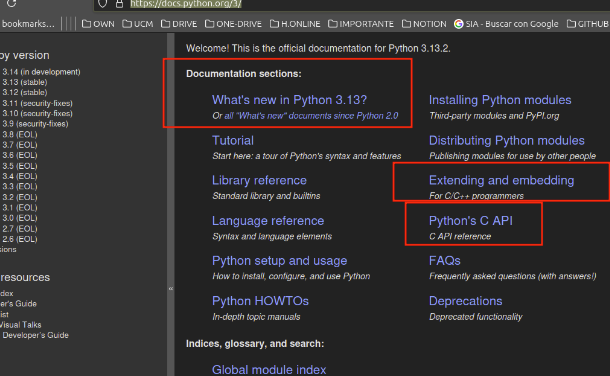 https://docs.python.org/3/
bookmarks... OWN UCM DRIVE ONE-DRIVE H.ONLINE IMPORTANTE NOTION SIA - Buscar con Google GITHUB
by version
3.14 (in development)
3.13 (stable)
3.12 (stable)
3.11 (security-fixes)
3.10 (security-fixes)
3.9 (security-fixes)
3.8 (EOL)
3.7 (EOL)
3.6 (EOL)
3.5 (EOL)
3.4 (EOL)
3.3 (EOL)
3.2 (EOL)
3.1 (EOL)
3.0 (EOL)
2.7 (EOL)
2.6 (EOL)
sions
resources
dex
er's Guide
ist
Visual Talks
Developer's Guide
«
Welcome! This is the official documentation for Python 3.13.2.
Documentation sections:
What's new in Python 3.13?
Or all "What's new" documents since Python 2.0
Tutorial
Start here: a tour of Python's syntax and features
Library reference
Standard library and builtins
Language reference
Syntax and language elements
Python setup and usage
How to install, configure, and use Python
Python HOWTOs
In-depth topic manuals
Installing Python modules
Third-party modules and PyPI.org
Distributing Python modules
Publishing modules for use by other people
Extending and embedding
For C/C++ programmers
Python's C API
C API reference
FAQs
Frequently asked questions (with answers!)
Deprecations
Deprecated functionality
Indices, glossary, and search:
Global module index